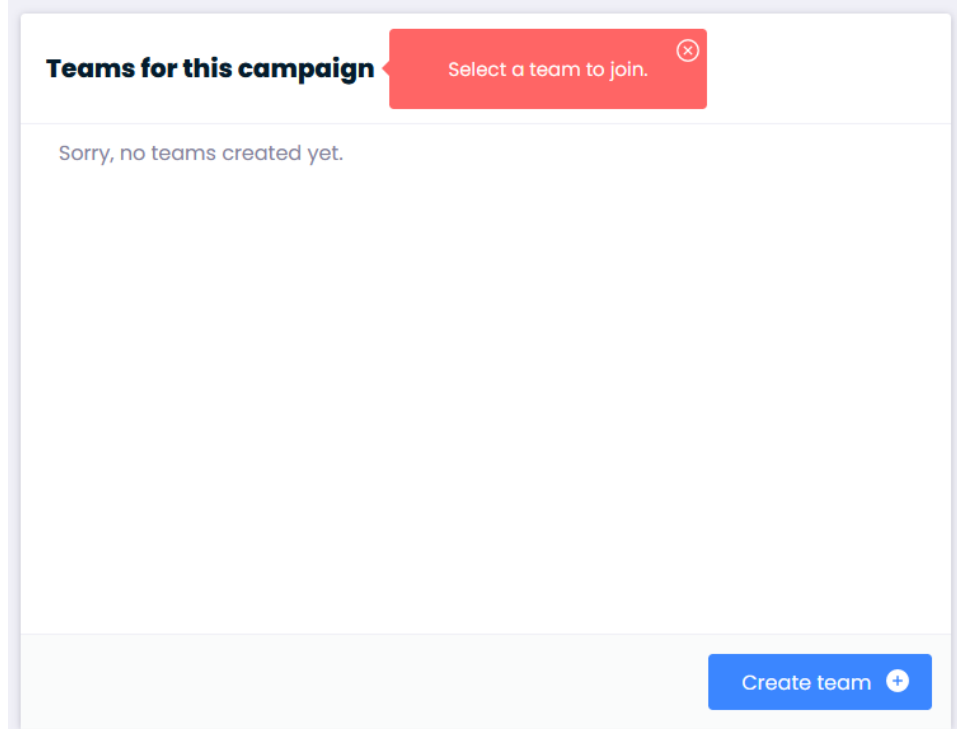 Teams for this campaign
Select a team to join.
Sorry, no teams created yet.
Create team